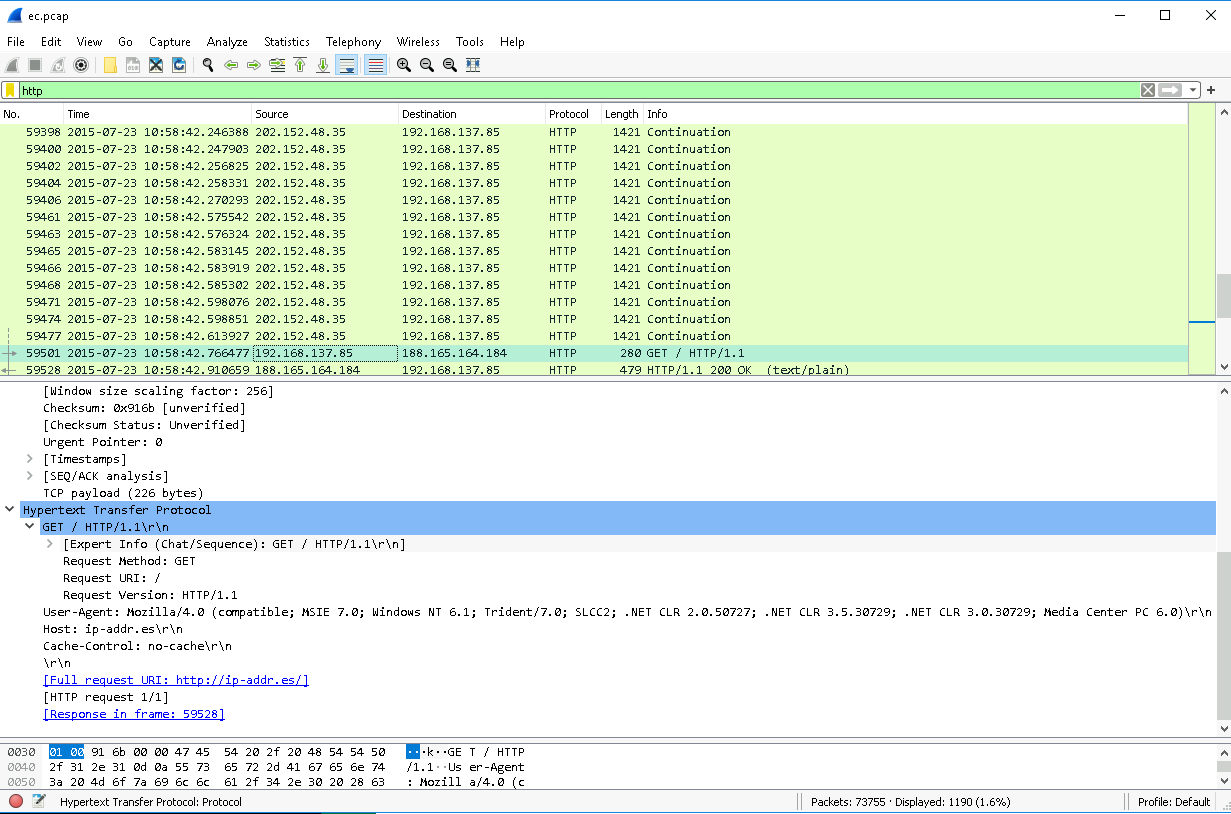 ec.pcap
File Edit View Go Capture Analyze Statistics Telephony Wireless Tools Help
http
No. Time Source Destination Protocol Length Info
59398 2015-07-23 10:58:42.246388 202.152.48.35 192.168.137.85 HTTP 1421 Continuation
59400 2015-07-23 10:58:42.247903 202.152.48.35 192.168.137.85 HTTP 1421 Continuation
59402 2015-07-23 10:58:42.256825 202.152.48.35 192.168.137.85 HTTP 1421 Continuation
59404 2015-07-23 10:58:42.258331 202.152.48.35 192.168.137.85 HTTP 1421 Continuation
59406 2015-07-23 10:58:42.270293 202.152.48.35 192.168.137.85 HTTP 1421 Continuation
59461 2015-07-23 10:58:42.575542 202.152.48.35 192.168.137.85 HTTP 1421 Continuation
59463 2015-07-23 10:58:42.576324 202.152.48.35 192.168.137.85 HTTP 1421 Continuation
59465 2015-07-23 10:58:42.583145 202.152.48.35 192.168.137.85 HTTP 1421 Continuation
59466 2015-07-23 10:58:42.583919 202.152.48.35 192.168.137.85 HTTP 1421 Continuation
59468 2015-07-23 10:58:42.585302 202.152.48.35 192.168.137.85 HTTP 1421 Continuation
59471 2015-07-23 10:58:42.598076 202.152.48.35 192.168.137.85 HTTP 1421 Continuation
59474 2015-07-23 10:58:42.598851 202.152.48.35 192.168.137.85 HTTP 1421 Continuation
59477 2015-07-23 10:58:42.613927 202.152.48.35 192.168.137.85 HTTP 1421 Continuation
59501 2015-07-23 10:58:42.766477 192.168.137.85 188.165.164.184 HTTP 280 GET / HTTP/1.1
59528 2015-07-23 10:58:42.910659 188.165.164.184 192.168.137.85 HTTP 479 HTTP/1.1 200 OK (text/plain)
[Window size scaling factor: 256]
Checksum: 0x916b [unverified]
[Checksum Status: Unverified]
Urgent Pointer: 0
[Timestamps]
[SEQ/ACK analysis]
TCP payload (226 bytes)
Hypertext Transfer Protocol
GET / HTTP/1.1\r\n
[Expert Info (Chat/Sequence): GET / HTTP/1.1\r\n]
Request Method: GET
Request URI: /
Request Version: HTTP/1.1
User-Agent: Mozilla/4.0 (compatible; MSIE 7.0; Windows NT 6.1; Trident/7.0; SLCC2; .NET CLR 2.0.50727; .NET CLR 3.5.30729; .NET CLR 3.0.30729; Media Center PC 6.0)\r\n
Host: ip-addr.es\r\n
Cache-Control: no-cache\r\n
\r\n
[Full request URI: http://ip-addr.es/]
[HTTP request 1/1]
[Response in frame: 59528]
0030 01 00 91 6b 00 00 47 45 54 20 2f 20 48 54 54 50 ···k··GE T / HTTP
0040 2f 31 2e 31 0d 0a 55 73 65 72 2d 41 67 65 6e 74 /1.1··Us er-Agent
0050 3a 20 4d 6f 7a 69 6c 6c 61 2f 34 2e 30 20 28 63 : Mozill a/4.0 (c
Hypertext Transfer Protocol: Protocol Packets: 73755 · Displayed: 1190 (1.6%) Profile: Default